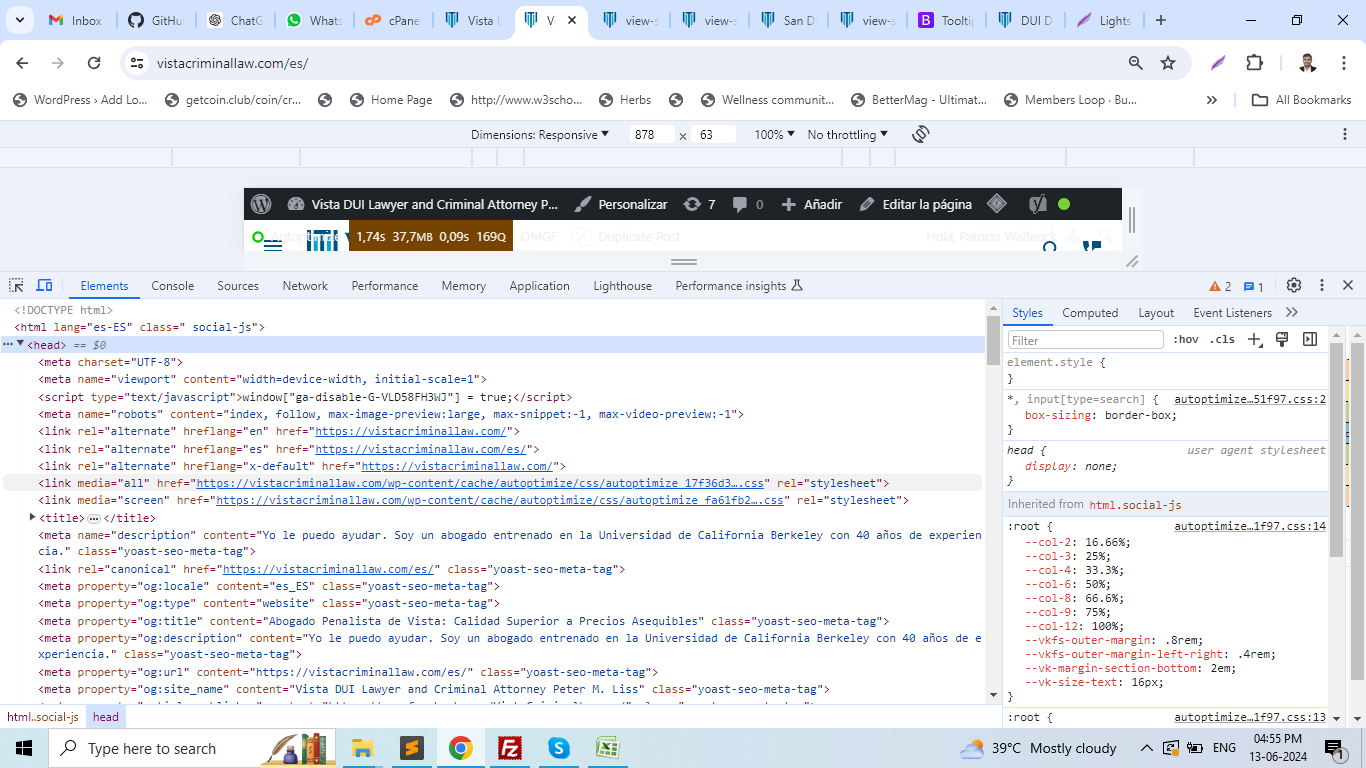 Inbox GitHu ChatG Whats cPane Vista view-s view-s San D view-s Tooltip DUI D Lights
vistacriminallaw.com/es/
WordPress › Add Lo... getcoin.club/coin/cr... Home Page http://www.w3scho... Herbs Wellness communit... BetterMag - Ultimat... Members Loop · Bu... » All Bookmarks
Dimensions: Responsive 878 × 63 100% No throttling
Vista DUI Lawyer and Criminal Attorney P... Personalizar 7 0 Añadir Editar la página
Autoptimize 1,74s 37,7MB 0,09s 169Q OMGF Duplicate Post Hola, Patricia Watterick
Elements Console Sources Network Performance Memory Application Lighthouse Performance insights 2 1
<!DOCTYPE html>
<html lang="es-ES" class=" social-js">
<head> == $0
<meta charset="UTF-8">
<meta name="viewport" content="width=device-width, initial-scale=1">
<script type="text/javascript">window["ga-disable-G-VLD58FH3WJ"] = true;</script>
<meta name="robots" content="index, follow, max-image-preview:large, max-snippet:-1, max-video-preview:-1">
<link rel="alternate" hreflang="en" href="https://vistacriminallaw.com/">
<link rel="alternate" hreflang="es" href="https://vistacriminallaw.com/es/">
<link rel="alternate" hreflang="x-default" href="https://vistacriminallaw.com/">
<link media="all" href="https://vistacriminallaw.com/wp-content/cache/autoptimize/css/autoptimize_17f36d3….css" rel="stylesheet">
<link media="screen" href="https://vistacriminallaw.com/wp-content/cache/autoptimize/css/autoptimize_fa61fb2….css" rel="stylesheet">
<title>…</title>
<meta name="description" content="Yo le puedo ayudar. Soy un abogado entrenado en la Universidad de California Berkeley con 40 años de experien
cia." class="yoast-seo-meta-tag">
<link rel="canonical" href="https://vistacriminallaw.com/es/" class="yoast-seo-meta-tag">
<meta property="og:locale" content="es_ES" class="yoast-seo-meta-tag">
<meta property="og:type" content="website" class="yoast-seo-meta-tag">
<meta property="og:title" content="Abogado Penalista de Vista: Calidad Superior a Precios Asequibles" class="yoast-seo-meta-tag">
<meta property="og:description" content="Yo le puedo ayudar. Soy un abogado entrenado en la Universidad de California Berkeley con 40 años de e
xperiencia." class="yoast-seo-meta-tag">
<meta property="og:url" content="https://vistacriminallaw.com/es/" class="yoast-seo-meta-tag">
<meta property="og:site_name" content="Vista DUI Lawyer and Criminal Attorney Peter M. Liss" class="yoast-seo-meta-tag">
html..social-js head
Styles Computed Layout Event Listeners »
Filter :hov .cls
element.style {
}
*, input[type=search] { autoptimize…51f97.css:2
box-sizing: border-box;
}
head { user agent stylesheet
display: none;
}
Inherited from html.social-js
:root { autoptimize…1f97.css:14
--col-2: 16.66%;
--col-3: 25%;
--col-4: 33.3%;
--col-6: 50%;
--col-8: 66.6%;
--col-9: 75%;
--col-12: 100%;
--vkfs-outer-margin: .8rem;
--vkfs-outer-margin-left-right: .4rem;
--vk-margin-section-bottom: 2em;
--vk-size-text: 16px;
}
:root { autoptimize…1f97.css:13
Type here to search 39°C Mostly cloudy ENG 04:55 PM
13-06-2024 1